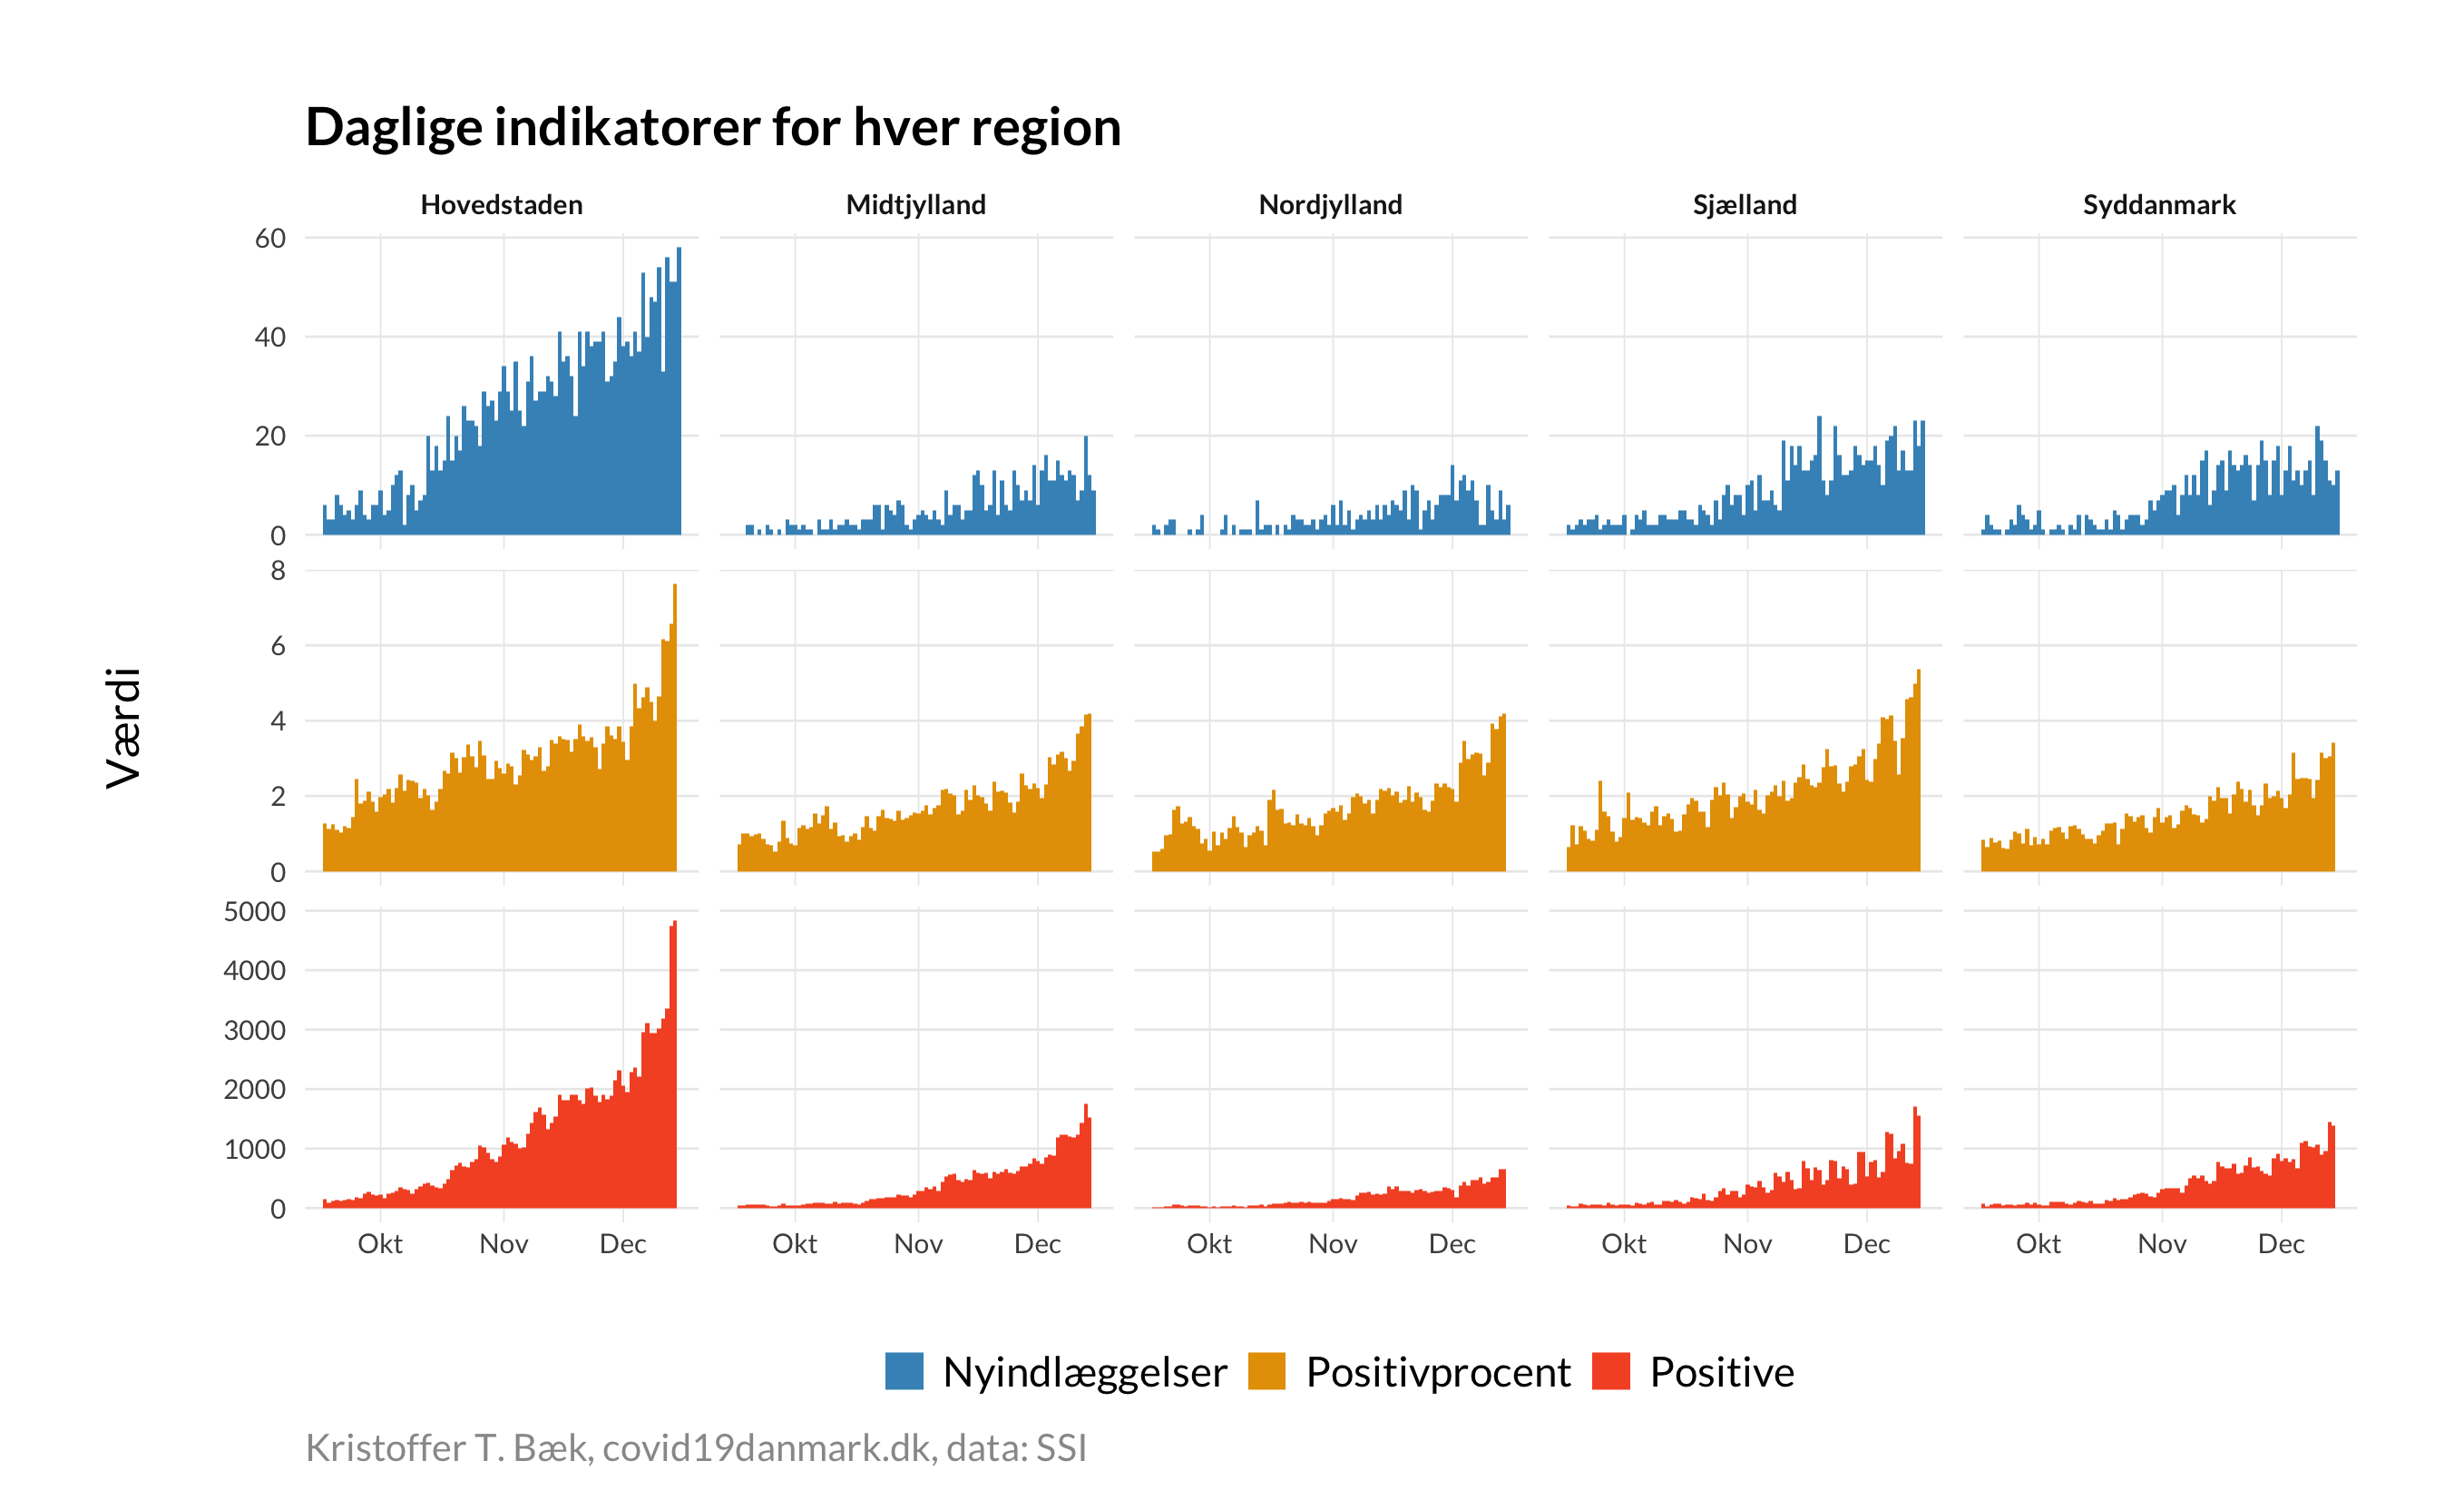 Daglige indikatorer for hver region
Hovedstaden Midtjylland Nordjylland Sjælland Syddanmark
60
40
20
0
8
6
4
2
0
5000
4000
3000
2000
1000
0
Værdi
Okt Nov Dec Okt Nov Dec Okt Nov Dec Okt Nov Dec Okt Nov Dec
Nyindlæggelser Positivprocent Positive
Kristoffer T. Bæk, covid19danmark.dk, data: SSI